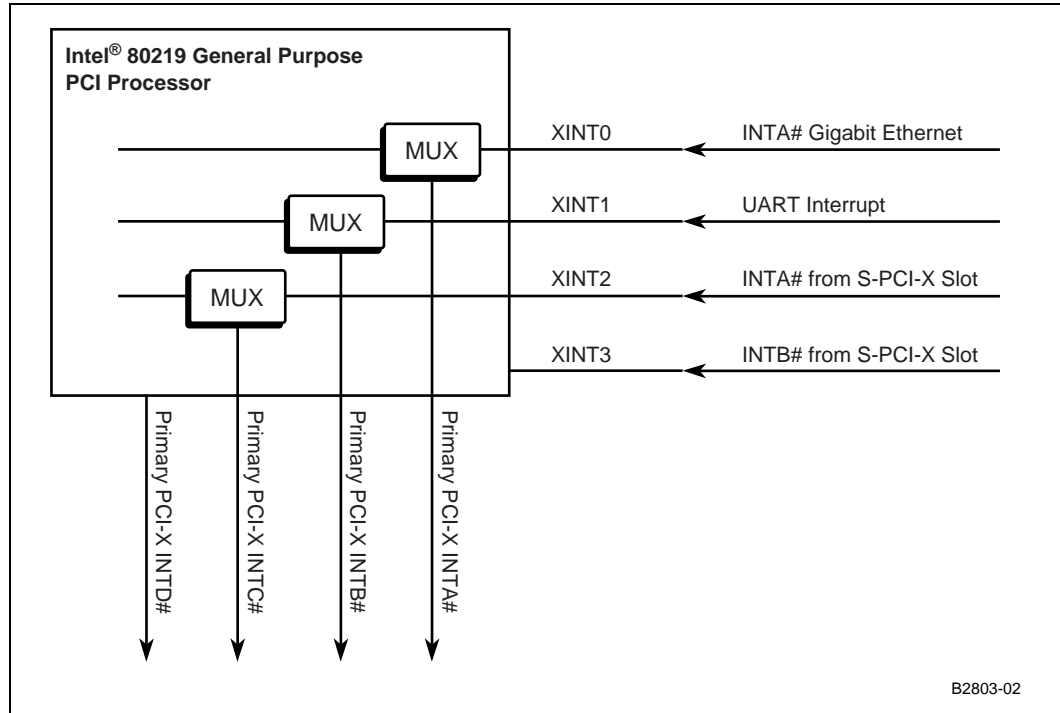 Intel® 80219 General Purpose
PCI Processor
MUX
XINT0
INTA# Gigabit Ethernet
MUX
XINT1
UART Interrupt
MUX
XINT2
INTA# from S-PCI-X Slot
XINT3
INTB# from S-PCI-X Slot
Primary PCI-X INTD#
Primary PCI-X INTC#
Primary PCI-X INTB#
Primary PCI-X INTA#
B2803-02